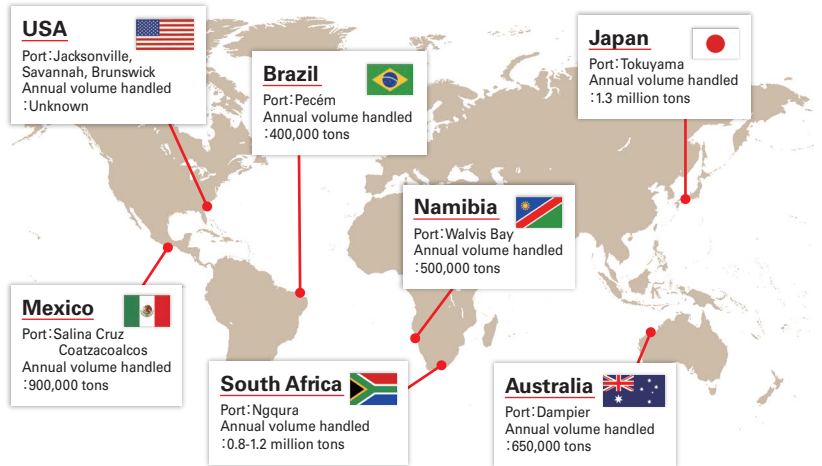 USA
Port:Jacksonville,
Savannah, Brunswick
Annual volume handled
:Unknown
Brazil
Port:Pecém
Annual volume handled
:400,000 tons
Japan
Port:Tokuyama
Annual volume handled
:1.3 million tons
Namibia
Port:Walvis Bay
Annual volume handled
:500,000 tons
Mexico
Port:Salina Cruz
Coatzacoalcos
Annual volume handled
:900,000 tons
South Africa
Port:Ngqura
Annual volume handled
:0.8-1.2 million tons
Australia
Port:Dampier
Annual volume handled
:650,000 tons